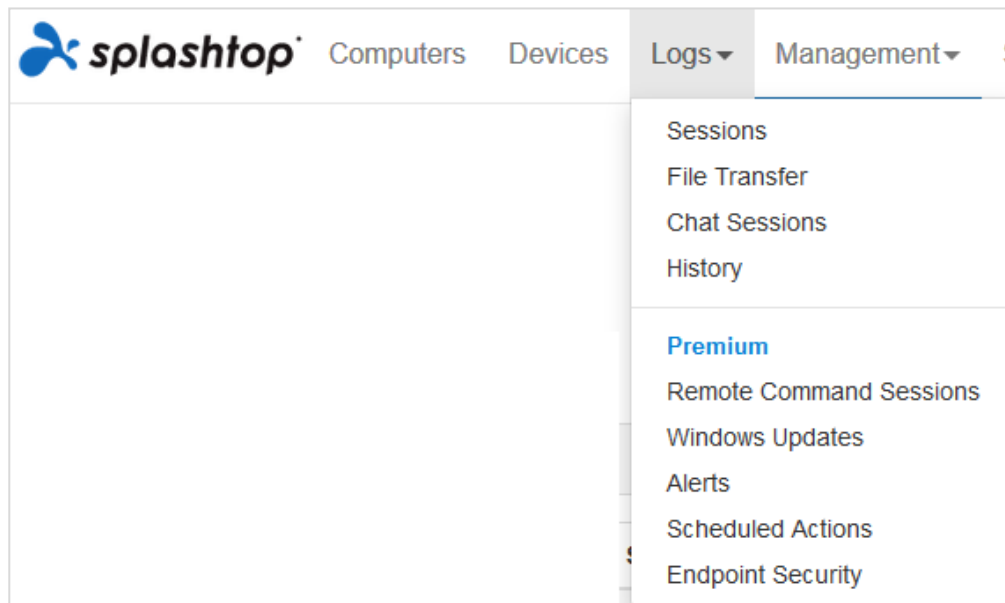 splashtop Computers Devices Logs Management
Sessions
File Transfer
Chat Sessions
History
Premium
Remote Command Sessions
Windows Updates
Alerts
Scheduled Actions
Endpoint Security